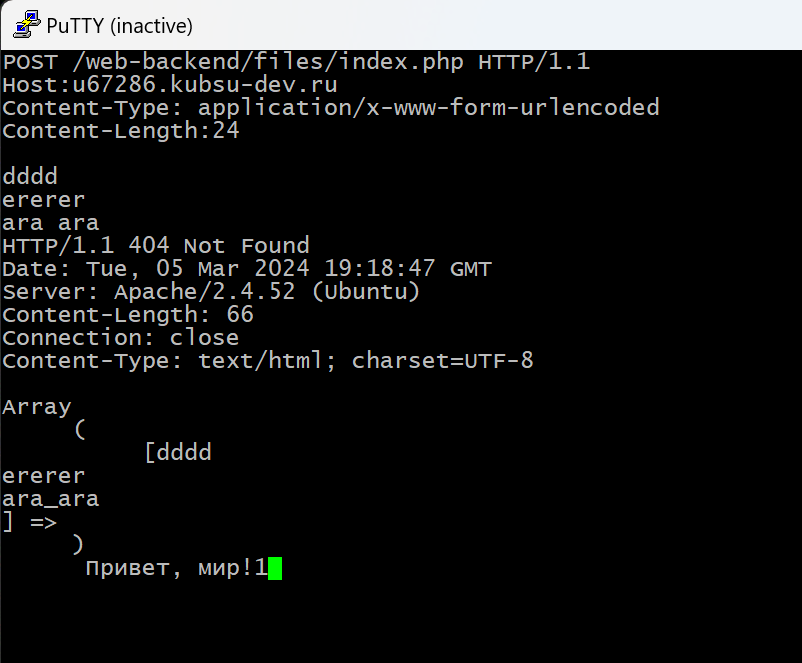 PuTTY (inactive)
POST /web-backend/files/index.php HTTP/1.1
Host:u67286.kubsu-dev.ru
Content-Type: application/x-www-form-urlencoded
Content-Length:24

dddd
ererer
ara ara
HTTP/1.1 404 Not Found
Date: Tue, 05 Mar 2024 19:18:47 GMT
Server: Apache/2.4.52 (Ubuntu)
Content-Length: 66
Connection: close
Content-Type: text/html; charset=UTF-8

Array
(
[dddd
ererer
ara_ara
] =>
)
Привет, мир!1